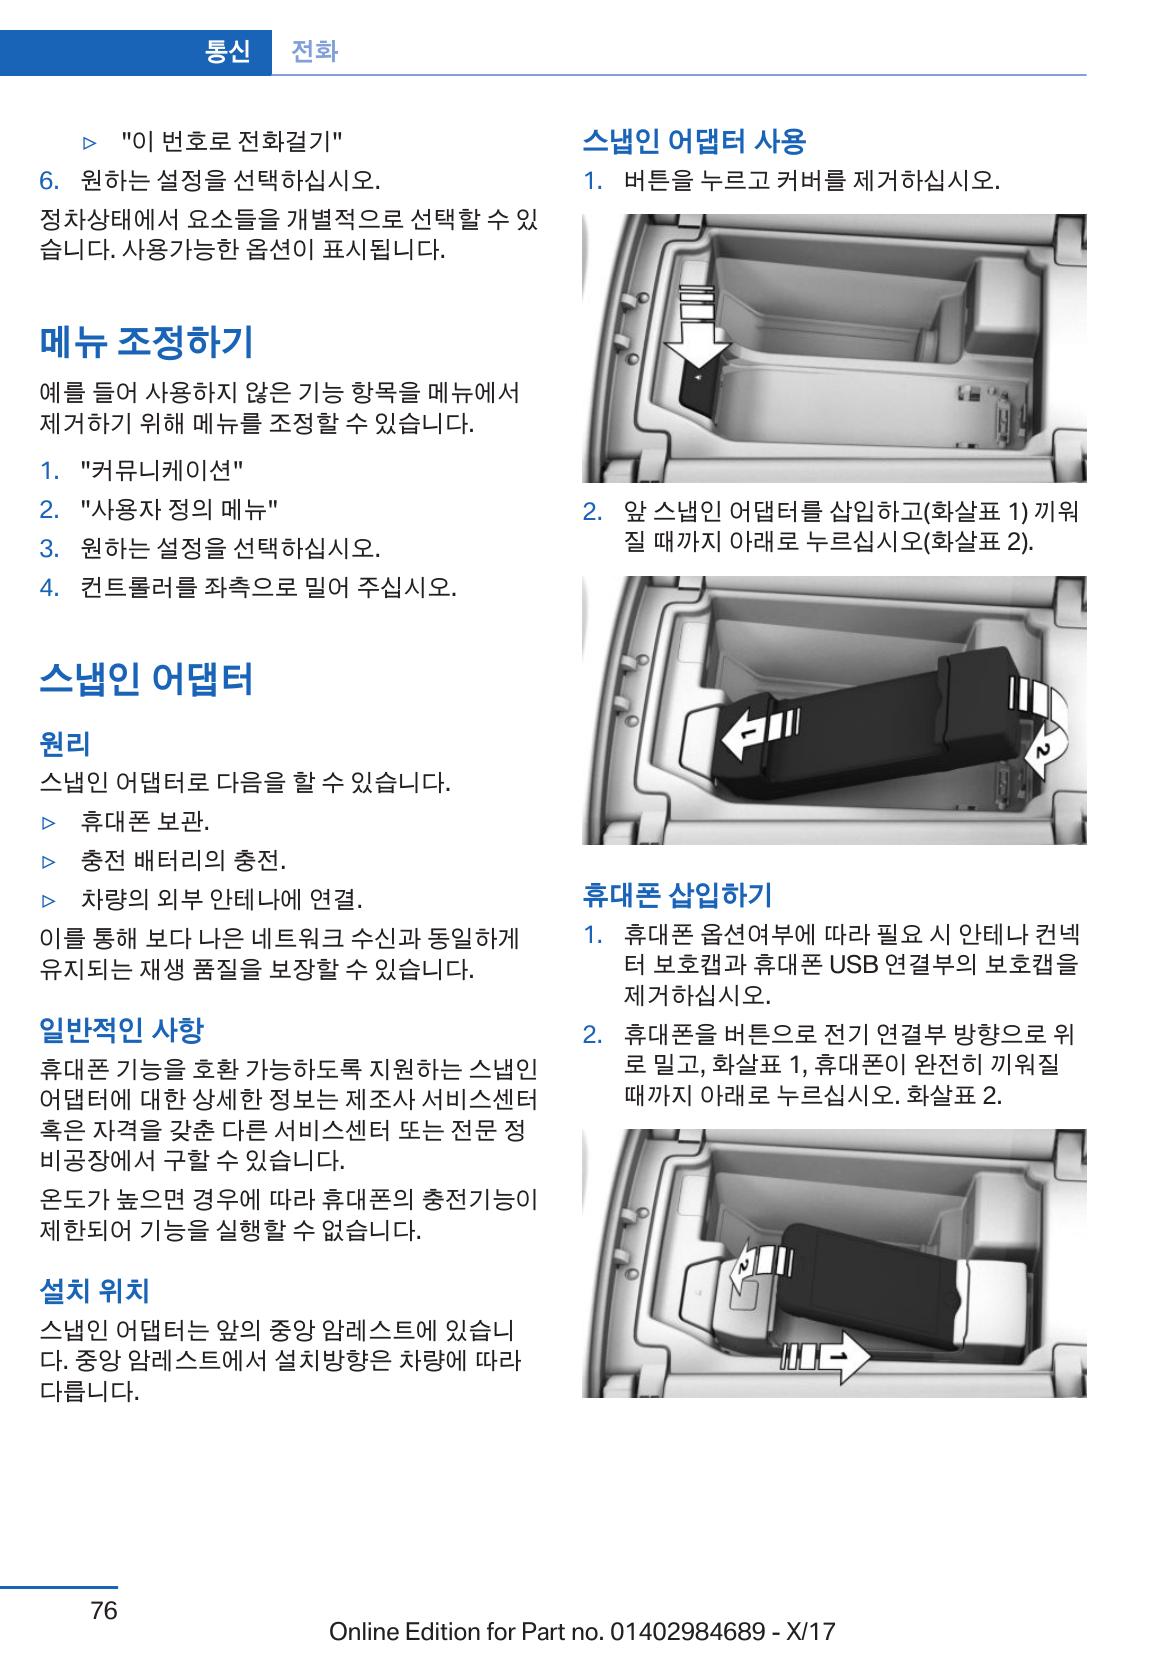 통신 전화
▷ "이 번호로 전화걸기"
6. 원하는 설정을 선택하십시오.
정차상태에서 요소들을 개별적으로 선택할 수 있
습니다. 사용가능한 옵션이 표시됩니다.
메뉴 조정하기
예를 들어 사용하지 않은 기능 항목을 메뉴에서
제거하기 위해 메뉴를 조정할 수 있습니다.
1. "커뮤니케이션"
2. "사용자 정의 메뉴"
3. 원하는 설정을 선택하십시오.
4. 컨트롤러를 좌측으로 밀어 주십시오.
스냅인 어댑터
원리
스냅인 어댑터로 다음을 할 수 있습니다.
▷ 휴대폰 보관.
▷ 충전 배터리의 충전.
▷ 차량의 외부 안테나에 연결.
이를 통해 보다 나은 네트워크 수신과 동일하게
유지되는 재생 품질을 보장할 수 있습니다.
일반적인 사항
휴대폰 기능을 호환 가능하도록 지원하는 스냅인
어댑터에 대한 상세한 정보는 제조사 서비스센터
혹은 자격을 갖춘 다른 서비스센터 또는 전문 정
비공장에서 구할 수 있습니다.
온도가 높으면 경우에 따라 휴대폰의 충전기능이
제한되어 기능을 실행할 수 없습니다.
설치 위치
스냅인 어댑터는 앞의 중앙 암레스트에 있습니
다. 중앙 암레스트에서 설치방향은 차량에 따라
다릅니다.
스냅인 어댑터 사용
1. 버튼을 누르고 커버를 제거하십시오.
2. 앞 스냅인 어댑터를 삽입하고(화살표 1) 끼워
질 때까지 아래로 누르십시오(화살표 2).
1
2
휴대폰 삽입하기
1. 휴대폰 옵션여부에 따라 필요 시 안테나 컨넥
터 보호캡과 휴대폰 USB 연결부의 보호캡을
제거하십시오.
2. 휴대폰을 버튼으로 전기 연결부 방향으로 위
로 밀고, 화살표 1, 휴대폰이 완전히 끼워질
때까지 아래로 누르십시오. 화살표 2.
2
1
76
Online Edition for Part no. 01402984689 - X/17